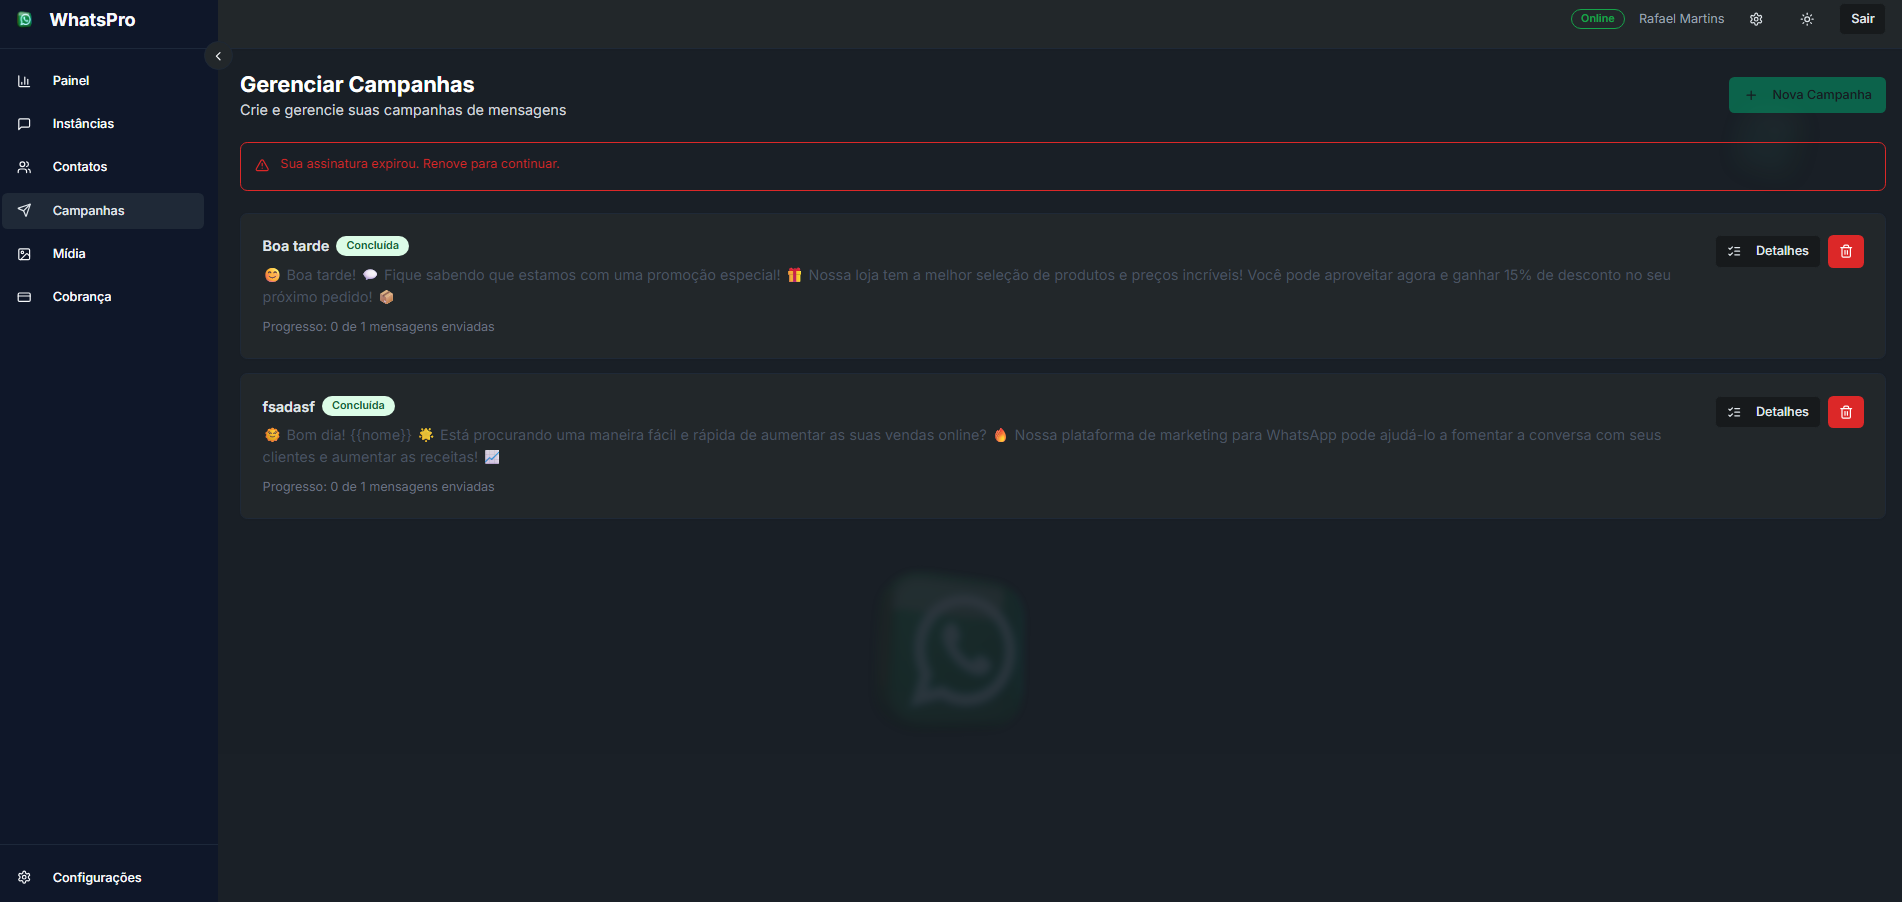 WhatsPro
Online
Rafael Martins
Sair
Painel
Instâncias
Contatos
Campanhas
Mídia
Cobrança
Configurações
Gerenciar Campanhas
Crie e gerencie suas campanhas de mensagens
+ Nova Campanha
Sua assinatura expirou. Renove para continuar.
Boa tarde Concluída
😊 Boa tarde! 💬 Fique sabendo que estamos com uma promoção especial! 🎁 Nossa loja tem a melhor seleção de produtos e preços incríveis! Você pode aproveitar agora e ganhar 15% de desconto no seu
próximo pedido! 📦
Progresso: 0 de 1 mensagens enviadas
Detalhes
fsadasf Concluída
🌞 Bom dia! {{nome}} 🌟 Está procurando uma maneira fácil e rápida de aumentar as suas vendas online? 🔥 Nossa plataforma de marketing para WhatsApp pode ajudá-lo a fomentar a conversa com seus
clientes e aumentar as receitas! 📈
Progresso: 0 de 1 mensagens enviadas
Detalhes